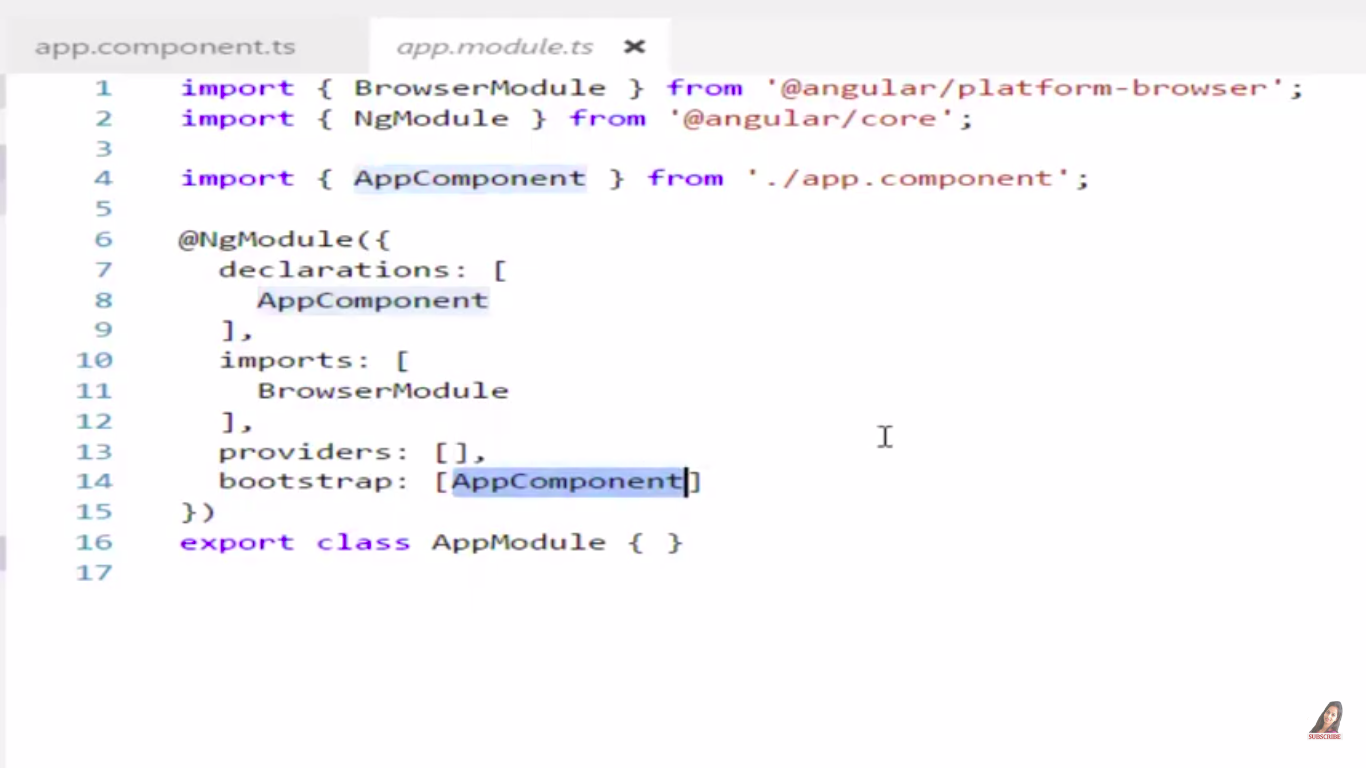 app.component.ts app.module.ts ×
1 import { BrowserModule } from '@angular/platform-browser';
2 import { NgModule } from '@angular/core';
3
4 import { AppComponent } from './app.component';
5
6 @NgModule({
7   declarations: [
8     AppComponent
9   ],
10   imports: [
11     BrowserModule
12   ],
13   providers: [],
14   bootstrap: [AppComponent]
15 })
16 export class AppModule { }
17
SUBSCRIBE